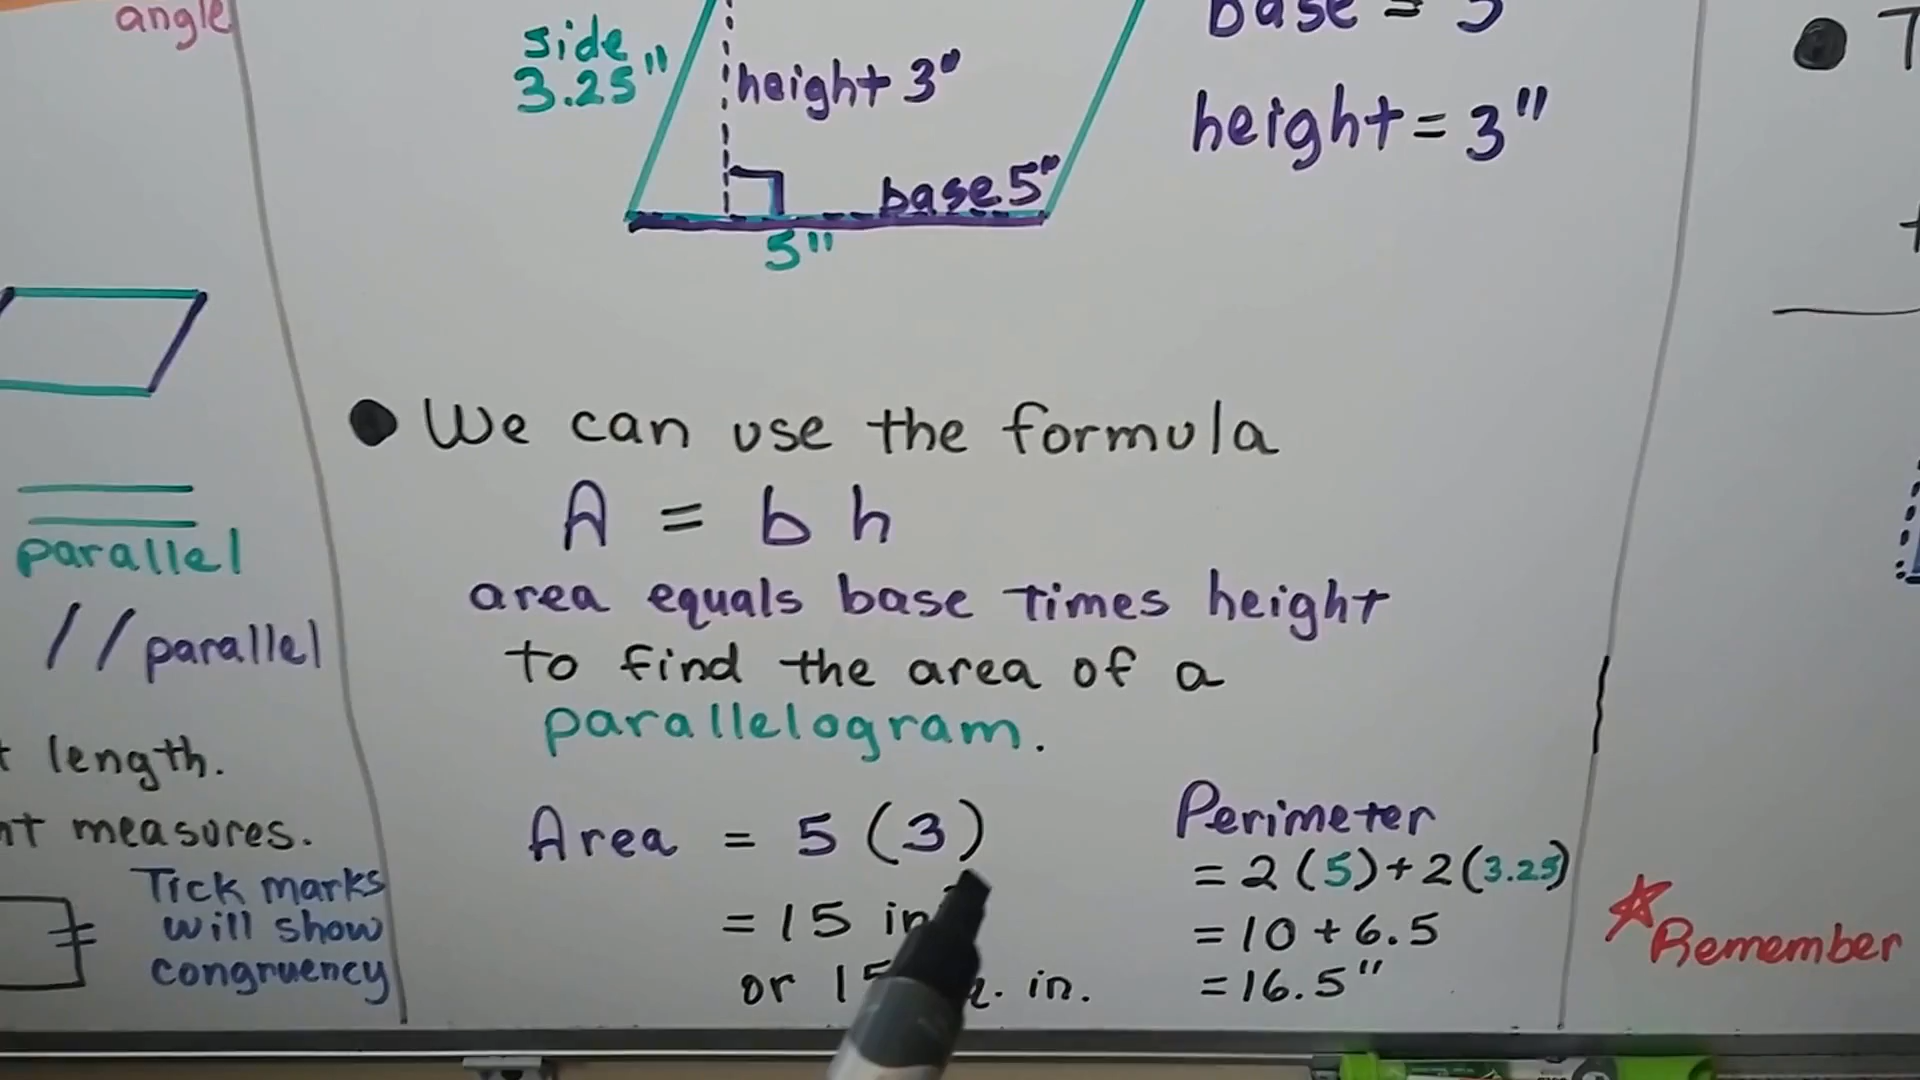 angle
parallel
// parallel
length.
measures.
Tick marks
will show
congruency
side
3.25"
height 3"
base 5"
5"
base = 5
height = 3"
● We can use the formula
A = b h
area equals base times height
to find the area of a
parallelogram.
Area = 5 (3)
= 15 in
or 15 in.
Perimeter
= 2 (5) + 2 (3.25)
= 10 + 6.5
= 16.5"
Remember